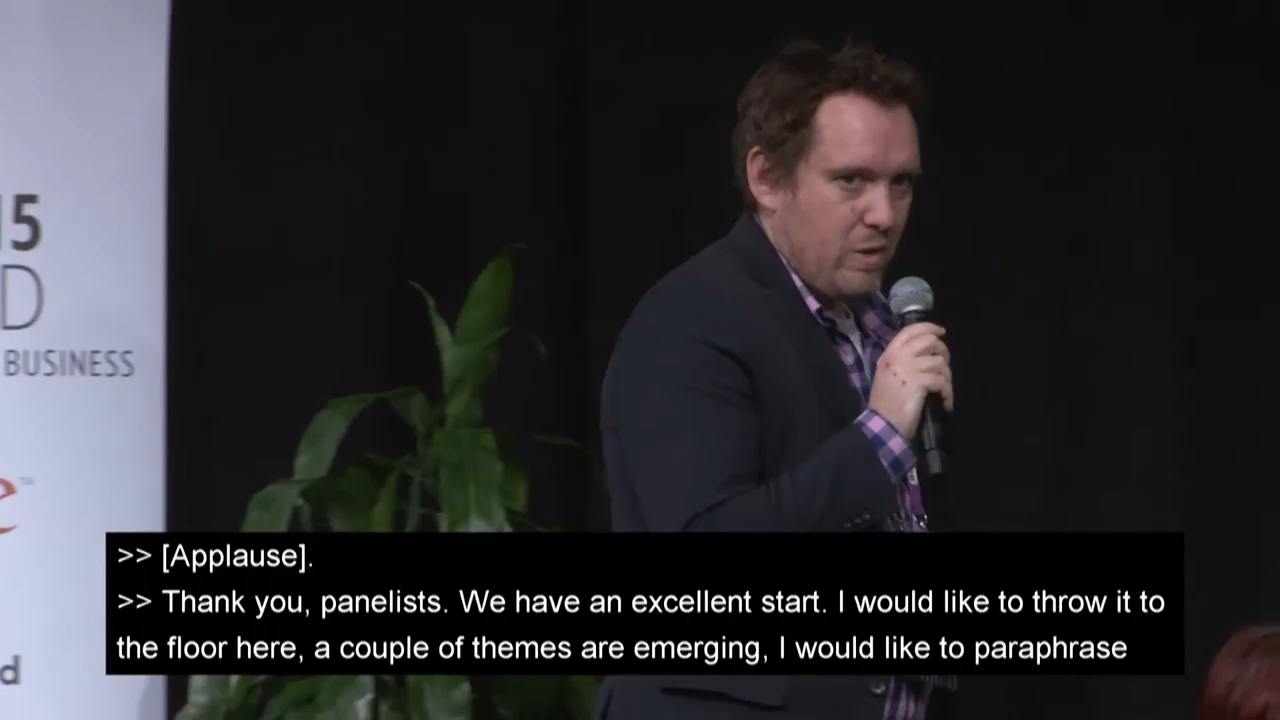 15
D
BUSINESS
e™
d
>> [Applause].
>> Thank you, panelists. We have an excellent start. I would like to throw it to
the floor here, a couple of themes are emerging, I would like to paraphrase